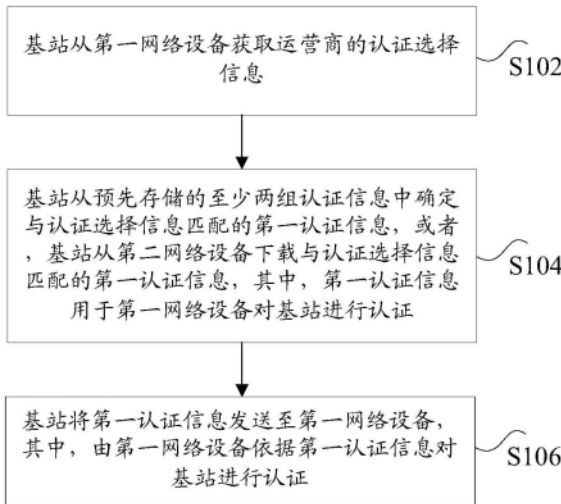 基站从第一网络设备获取运营商的认证选择
信息
S102
基站从预先存储的至少两组认证信息中确定
与认证选择信息匹配的第一认证信息，或者
，基站从第二网络设备下载与认证选择信息
匹配的第一认证信息，其中，第一认证信息
用于第一网络设备对基站进行认证
S104
基站将第一认证信息发送至第一网络设备，
其中，由第一网络设备依据第一认证信息对
基站进行认证
S106